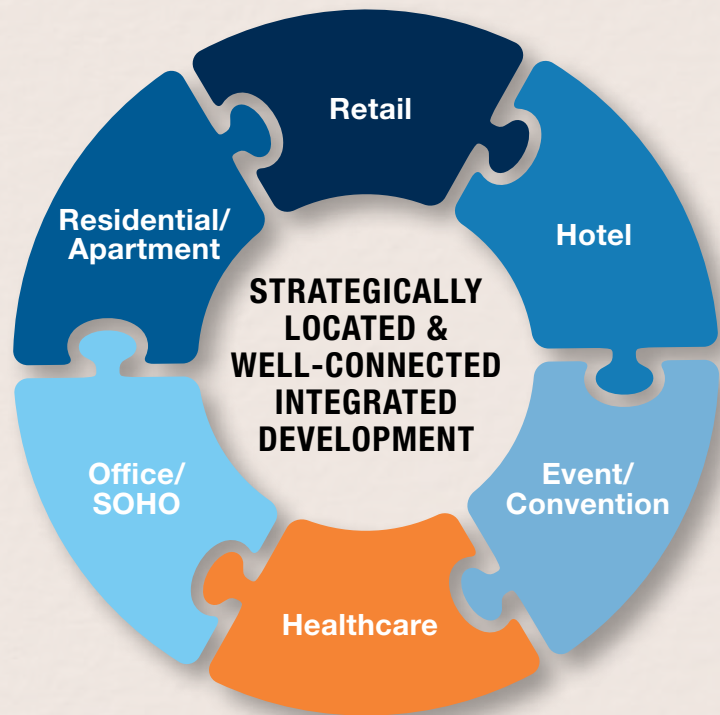 Retail
Hotel
Event/
Convention
Healthcare
Office/
SOHO
Residential/
Apartment
STRATEGICALLY
LOCATED &
WELL-CONNECTED
INTEGRATED
DEVELOPMENT